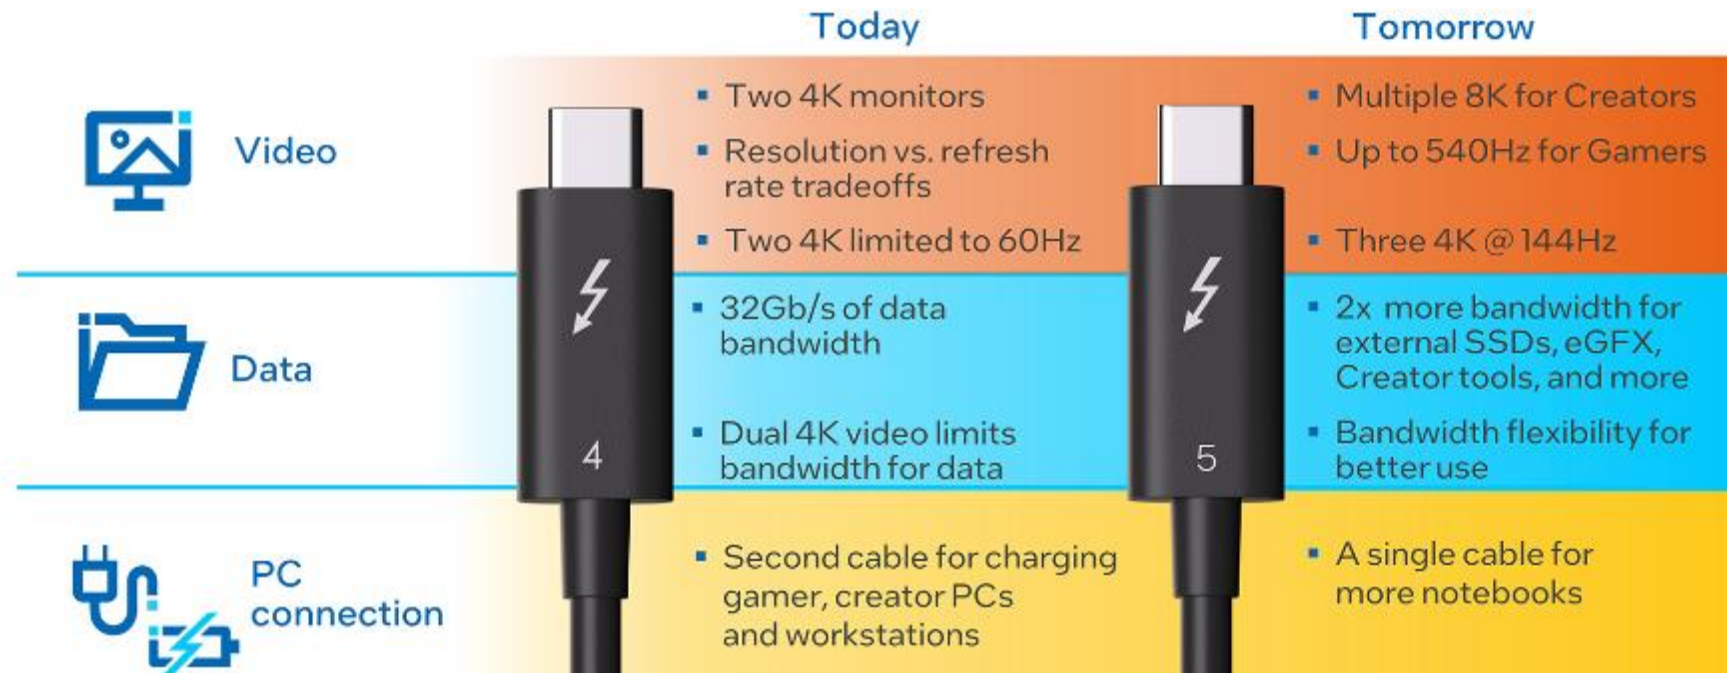 Today
Tomorrow
Video
▪ Two 4K monitors
▪ Resolution vs. refresh
rate tradeoffs
▪ Two 4K limited to 60Hz
▪ Multiple 8K for Creators
▪ Up to 540Hz for Gamers
▪ Three 4K @ 144Hz
Data
▪ 32Gb/s of data
bandwidth
▪ Dual 4K video limits
bandwidth for data
▪ 2x more bandwidth for
external SSDs, eGFX,
Creator tools, and more
▪ Bandwidth flexibility for
better use
4
5
PC
connection
▪ Second cable for charging
gamer, creator PCs
and workstations
▪ A single cable for
more notebooks